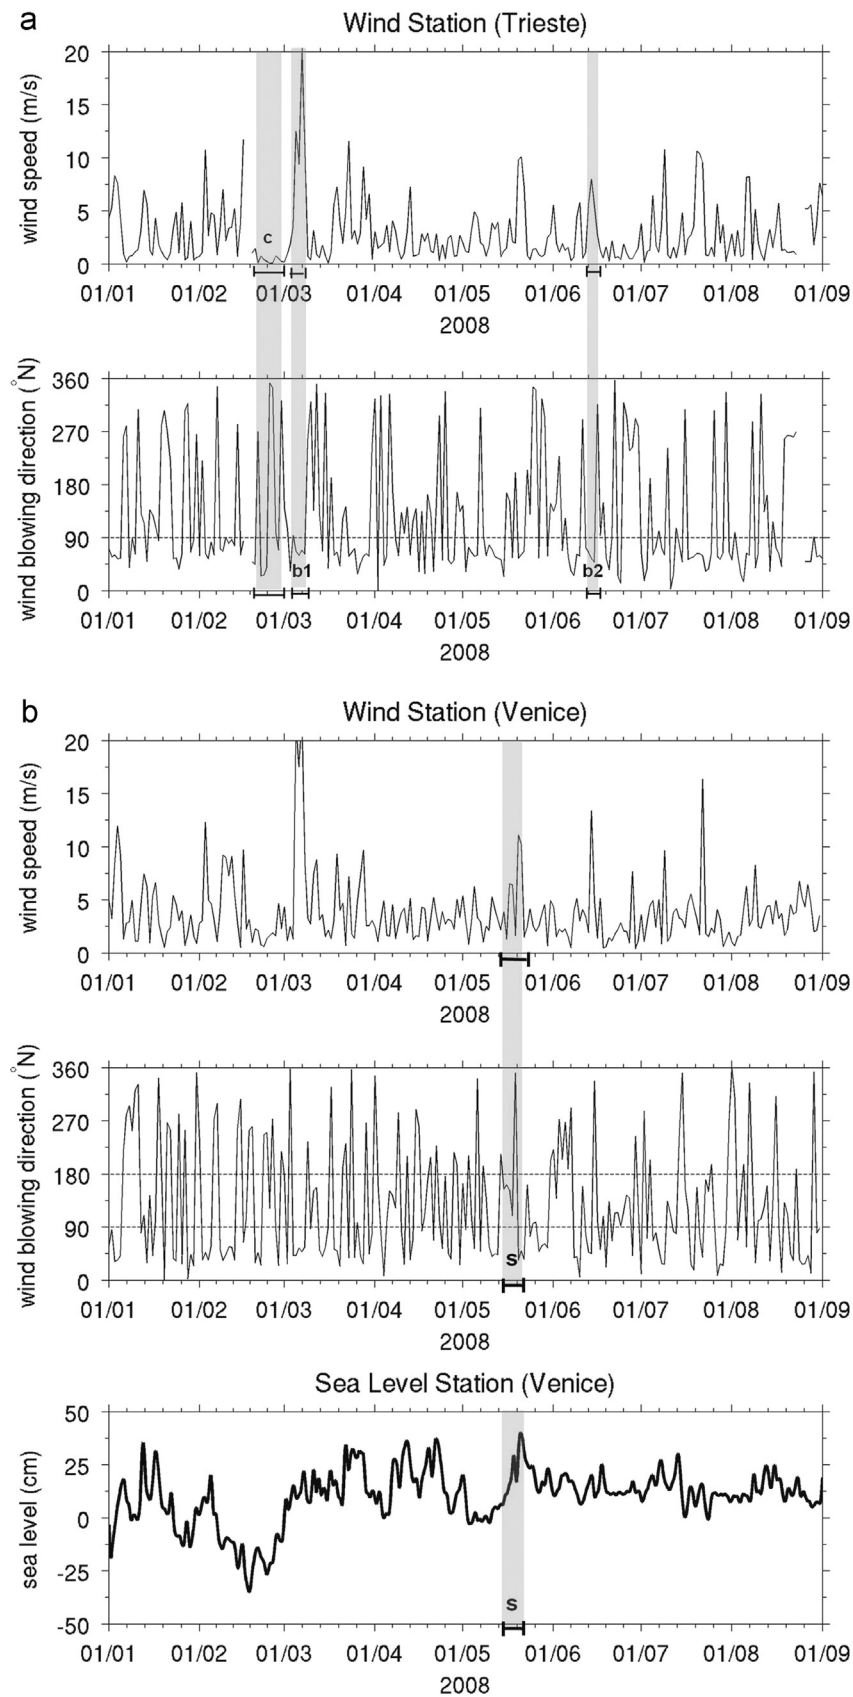 a
Wind Station (Trieste)
wind speed (m/s)
20
15
10
5
0
c
01/01 01/02 01/03 01/04 01/05 01/06 01/07 01/08 01/09
2008
wind blowing direction (°N)
360
270
180
90
0
b1 b2
01/01 01/02 01/03 01/04 01/05 01/06 01/07 01/08 01/09
2008
b
Wind Station (Venice)
wind speed (m/s)
20
15
10
5
0
01/01 01/02 01/03 01/04 01/05 01/06 01/07 01/08 01/09
2008
wind blowing direction (°N)
360
270
180
90
0
s
01/01 01/02 01/03 01/04 01/05 01/06 01/07 01/08 01/09
2008
Sea Level Station (Venice)
sea level (cm)
50
25
0
-25
-50
s
01/01 01/02 01/03 01/04 01/05 01/06 01/07 01/08 01/09
2008